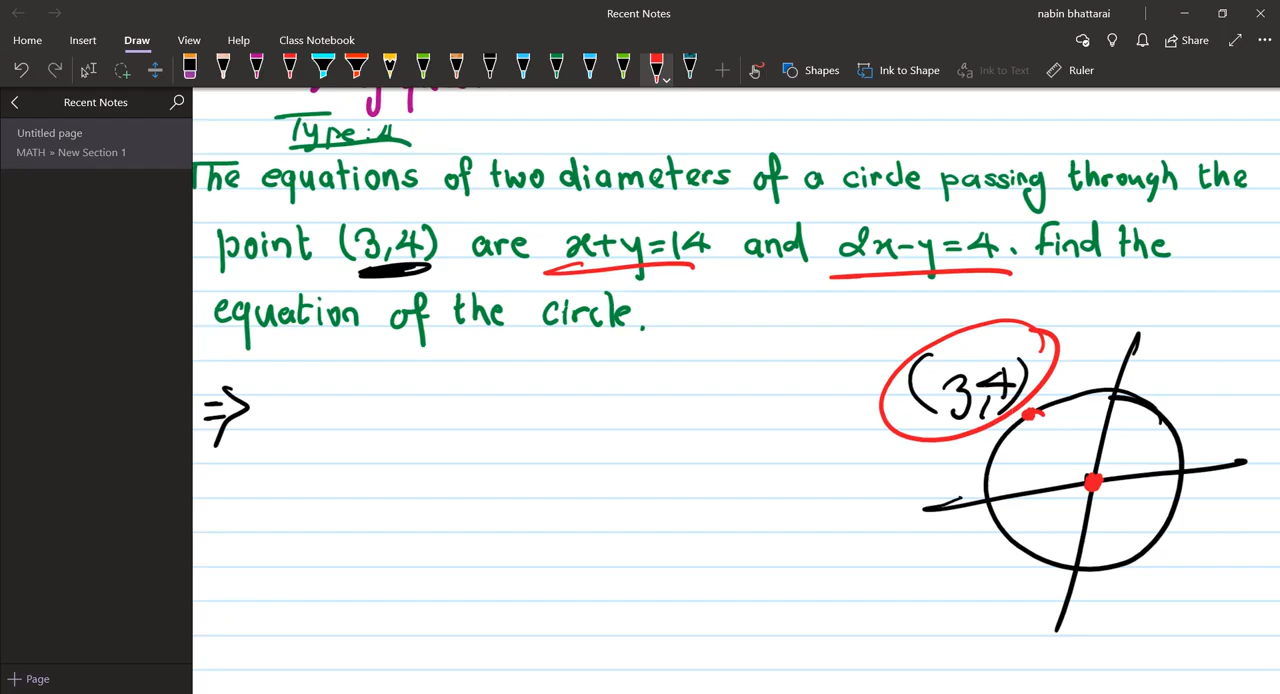 Recent Notes
nabin bhattarai
Home Insert Draw View Help Class Notebook
Share
Shapes Ink to Shape Ink to Text Ruler
Recent Notes
Untitled page
MATH » New Section 1
Type:
The equations of two diameters of a circle passing through the
point (3,4) are x+y=14 and 2x-y=4. Find the
equation of the circle.
(3,4)
⇒
Page